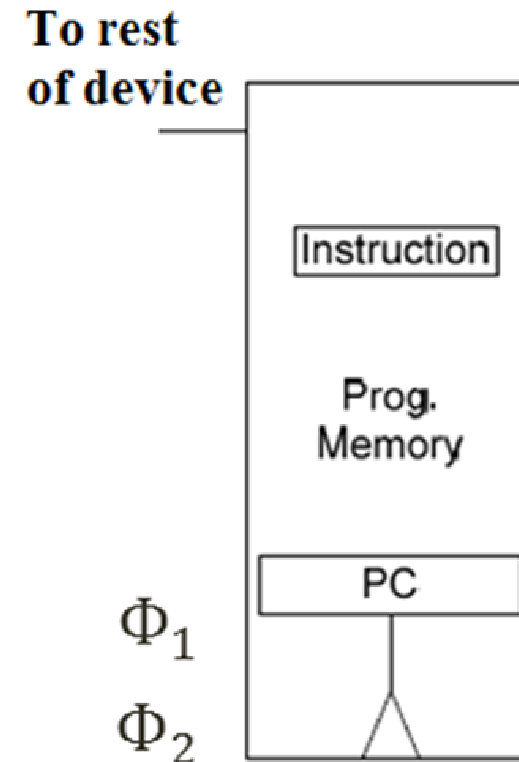 To rest
of device
Instruction
Prog.
Memory
PC
Φ1
Φ2